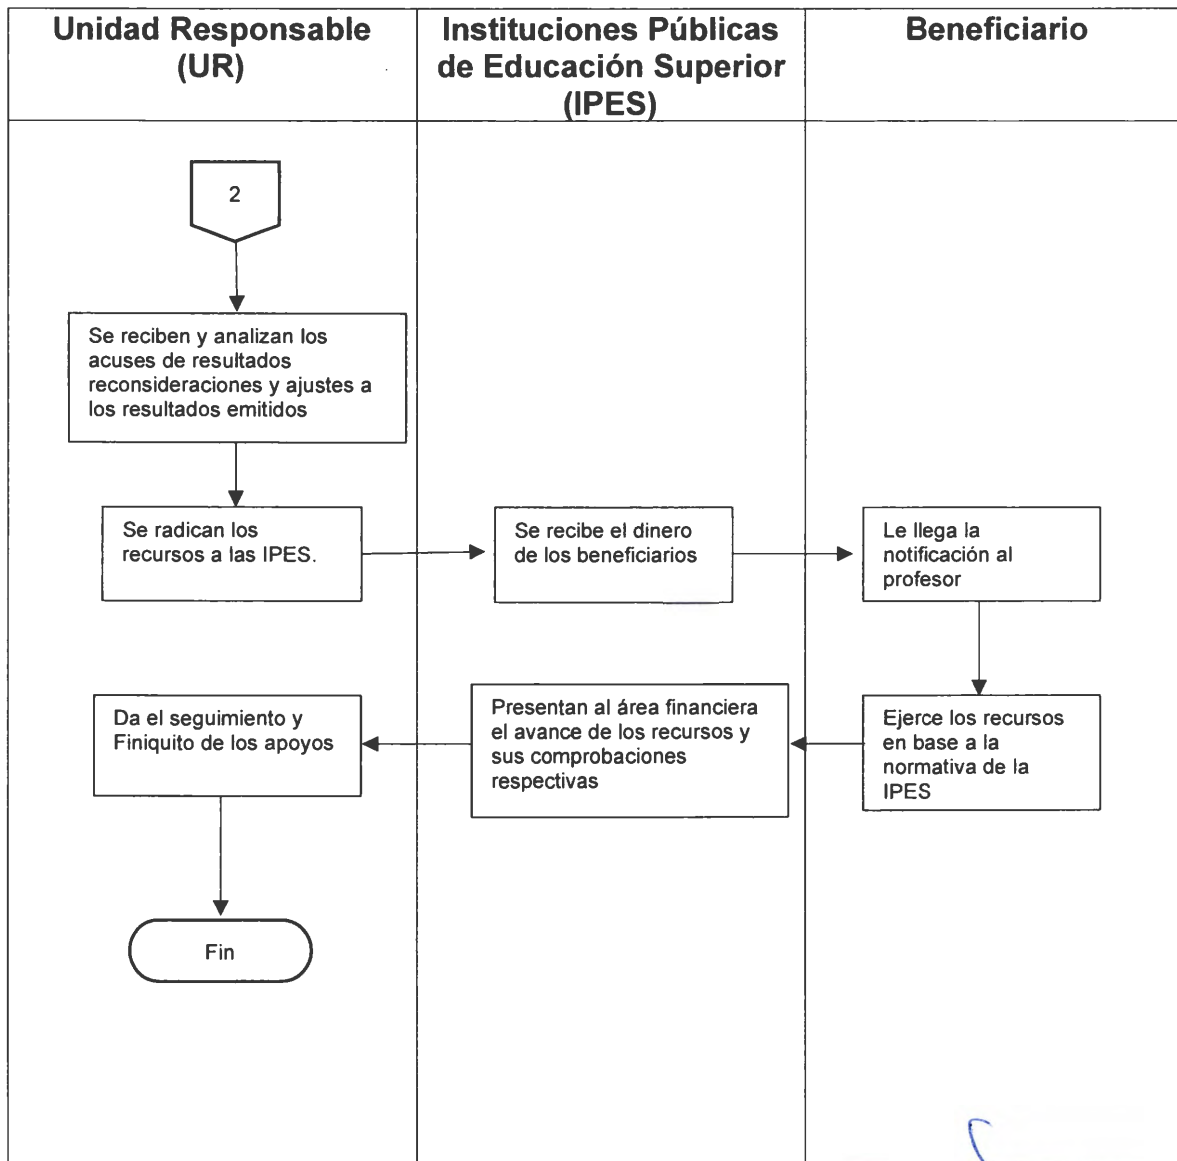 Unidad Responsable
(UR)
Instituciones Públicas
de Educación Superior
(IPES)
Beneficiario
2
Se reciben y analizan los
acuses de resultados
reconsideraciones y ajustes a
los resultados emitidos
Se radican los
recursos a las IPES.
Se recibe el dinero
de los beneficiarios
Le llega la
notificación al
profesor
Ejerce los recursos
en base a la
normativa de la
IPES
Presentan al área financiera
el avance de los recursos y
sus comprobaciones
respectivas
Da el seguimiento y
Finiquito de los apoyos
Fin